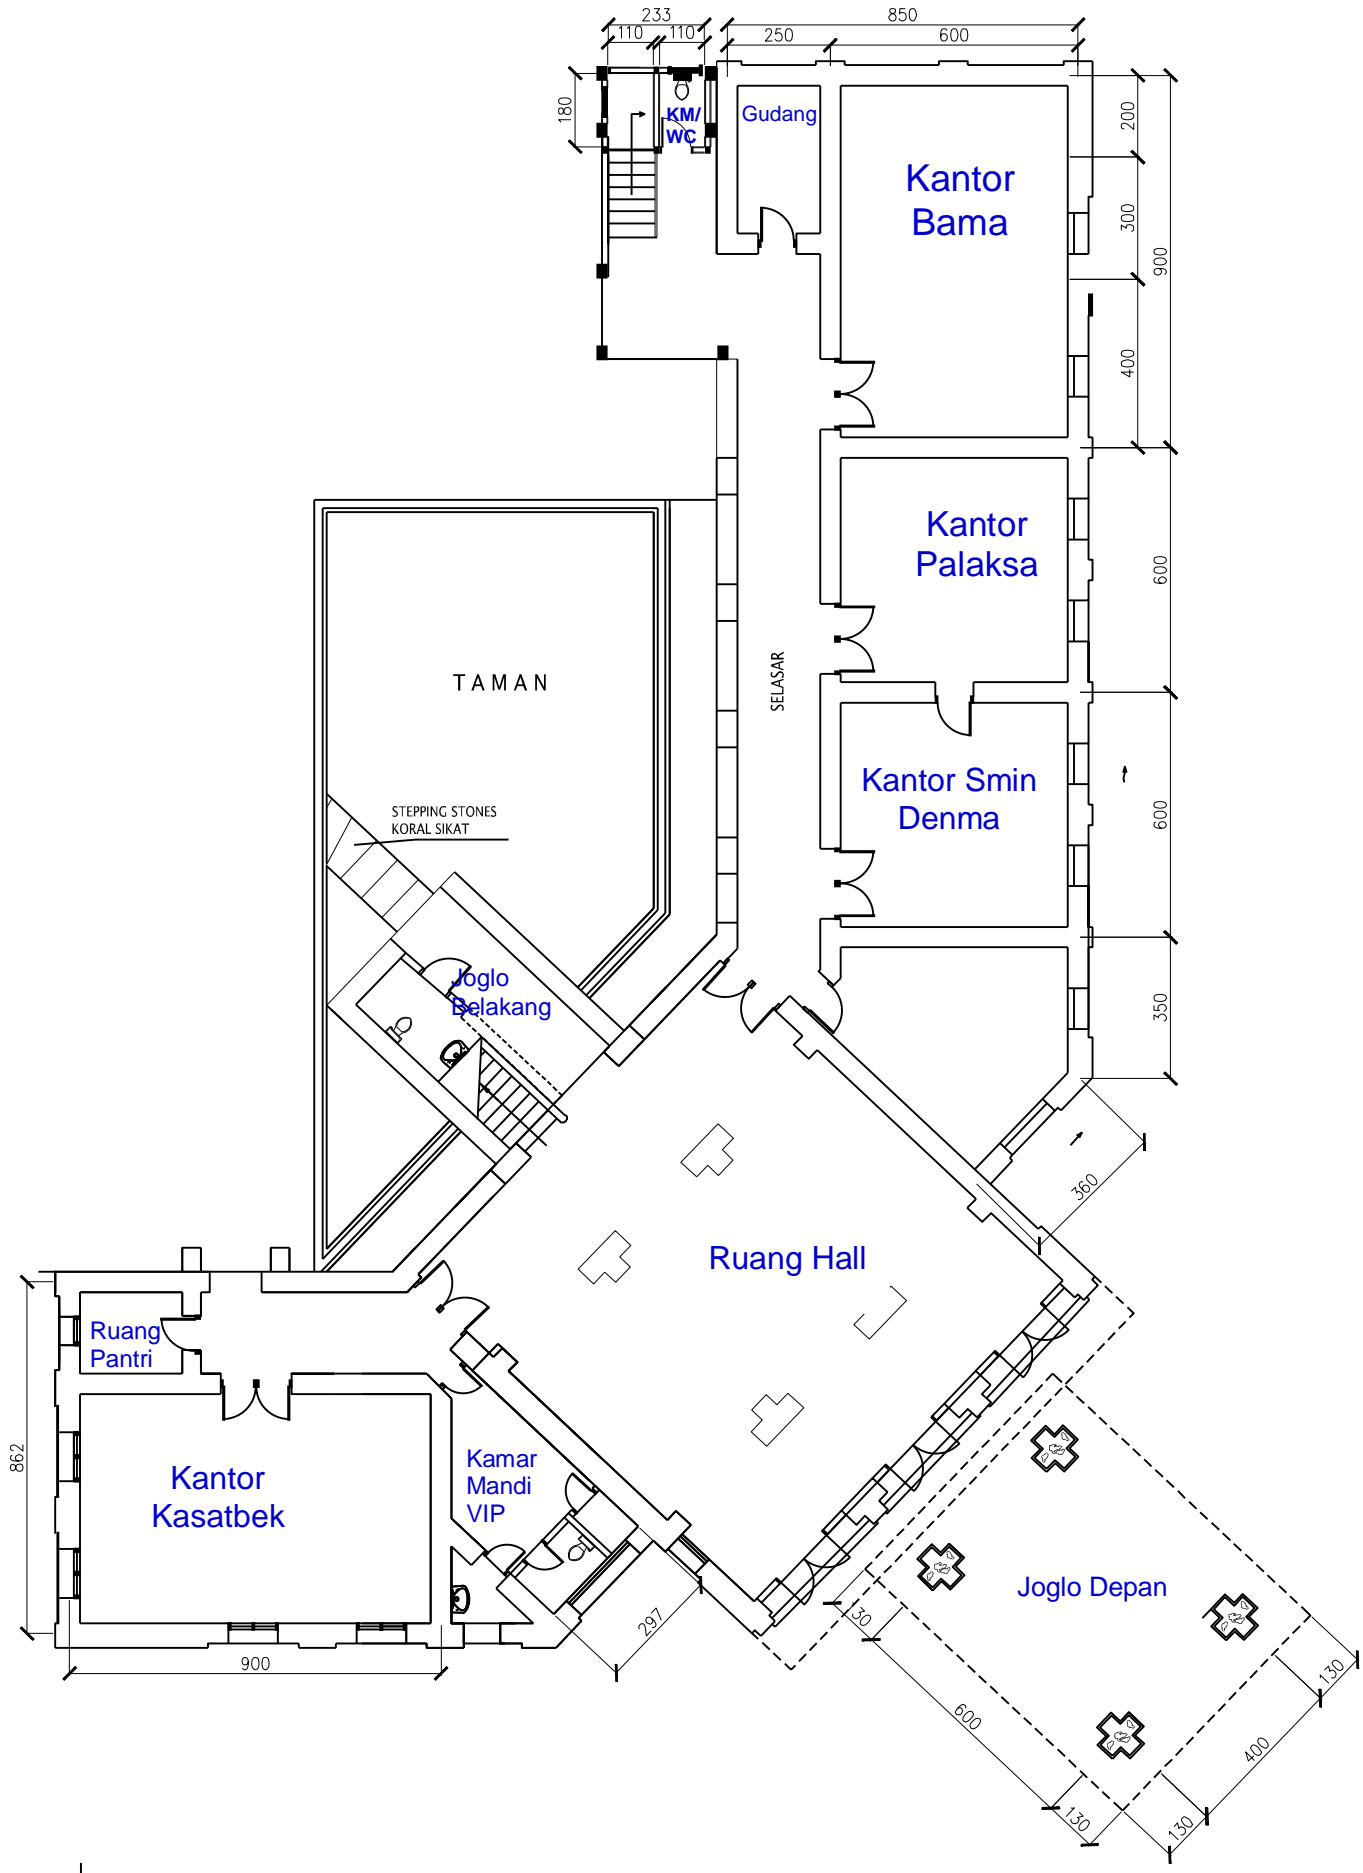 233
850
110
110
250
600
180
KM/
WC
Gudang
Kantor
Bama
200
300
900
400
Kantor
Palaksa
600
TAMAN
SELASAR
STEPPING STONES
KORAL SIKAT
Kantor Smin
Denma
600
Joglo
Belakang
350
360
Ruang Hall
Ruang
Pantri
862
Kantor
Kasatbek
Kamar
Mandi
VIP
900
297
Joglo Depan
130
600
130
130
400
130